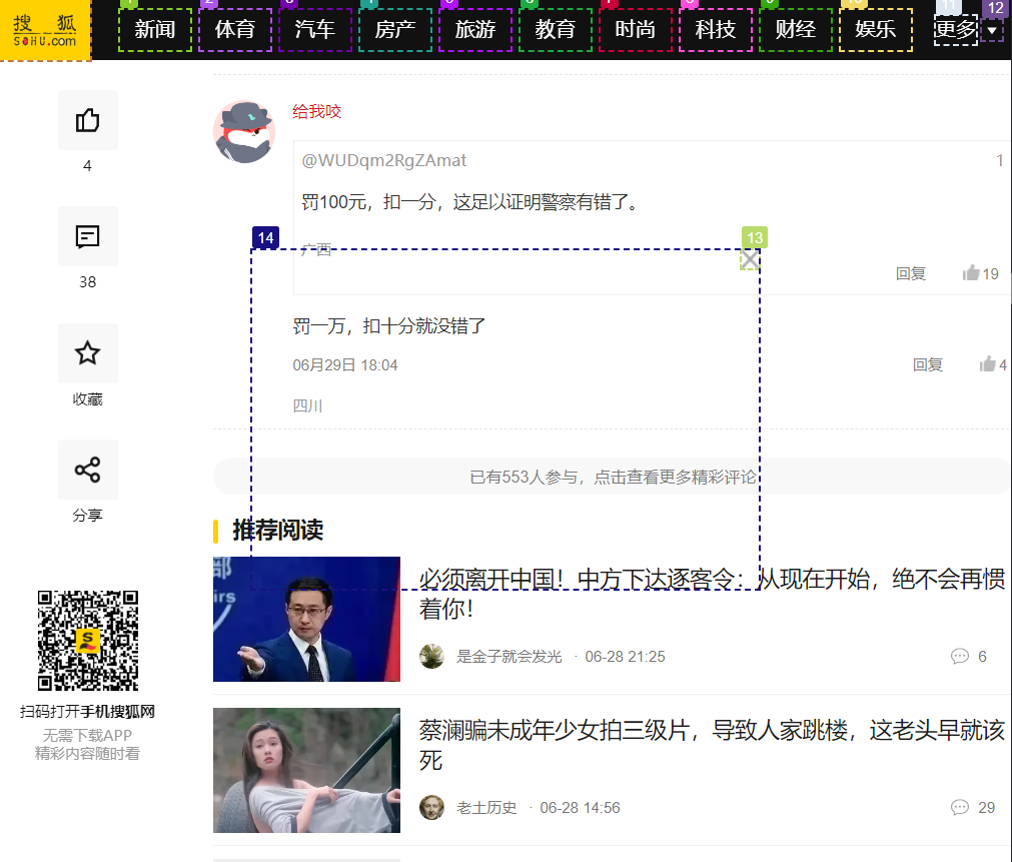 搜 狐
SOHU.com
1 2 3 4 5 6 7 8 9 10 11 12
新闻 体育 汽车 房产 旅游 教育 时尚 科技 财经 娱乐 更多
4
38
收藏
分享
扫码打开手机搜狐网
无需下载APP
精彩内容随时看
给我咬
@WUDqm2RgZAmat 1
罚100元，扣一分，这足以证明警察有错了。
14 13
广西
回复 19
罚一万，扣十分就没错了
06月29日 18:04 回复 4
四川
已有553人参与，点击查看更多精彩评论
推荐阅读
部
irs
必须离开中国！中方下达逐客令：从现在开始，绝不会再惯
着你！
是金子就会发光 · 06-28 21:25 6
蔡澜骗未成年少女拍三级片，导致人家跳楼，这老头早就该
死
老土历史 · 06-28 14:56 29